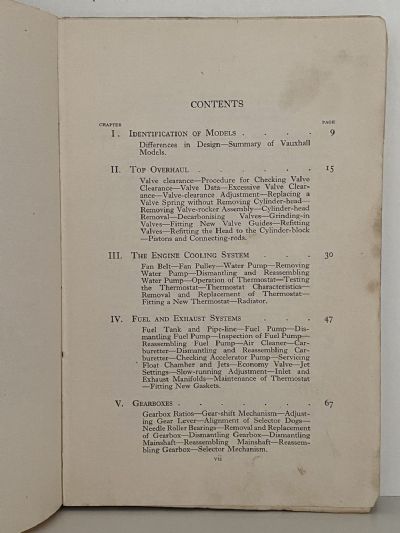 CONTENTS
CHAPTER PAGE
I. IDENTIFICATION OF MODELS . . . . 9
Differences in Design—Summary of Vauxhall
Models.
II. TOP OVERHAUL . . . . . 15
Valve clearance—Procedure for Checking Valve
Clearance—Valve Data—Excessive Valve Clear-
ance—Valve-clearance Adjustment—Replacing a
Valve Spring without Removing Cylinder-head—
Removing Valve-rocker Assembly—Cylinder-head
Removal—Decarbonising Valves—Grinding-in
Valves—Fitting New Valve Guides—Refitting
Valves—Refitting the Head to the Cylinder-block
—Pistons and Connecting-rods.
III. THE ENGINE COOLING SYSTEM . . . 30
Fan Belt—Fan Pulley—Water Pump—Removing
Water Pump—Dismantling and Reassembling
Water Pump—Operation of Thermostat—Testing
the Thermostat—Thermostat Characteristics—
Removal and Replacement of Thermostat—
Fitting a New Thermostat—Radiator.
IV. FUEL AND EXHAUST SYSTEMS . . . 47
Fuel Tank and Pipe-line—Fuel Pump—Dis-
mantling Fuel Pump—Inspection of Fuel Pump—
Reassembling Fuel Pump—Air Cleaner—Car-
buretter—Dismantling and Reassembling Car-
buretter—Checking Accelerator Pump—Servicing
Float Chamber and Jets—Economy Valve—Jet
Settings—Slow-running Adjustment—Inlet and
Exhaust Manifolds—Maintenance of Thermostat
—Fitting New Gaskets.
V. GEARBOXES . . . . . . 67
Gearbox Ratios—Gear-shift Mechanism—Adjust-
ing Gear Lever—Alignment of Selector Dogs—
Needle Roller Bearings—Removal and Replacement
of Gearbox—Dismantling Gearbox—Dismantling
Mainshaft—Reassembling Mainshaft—Reassem-
bling Gearbox—Selector Mechanism.
vii